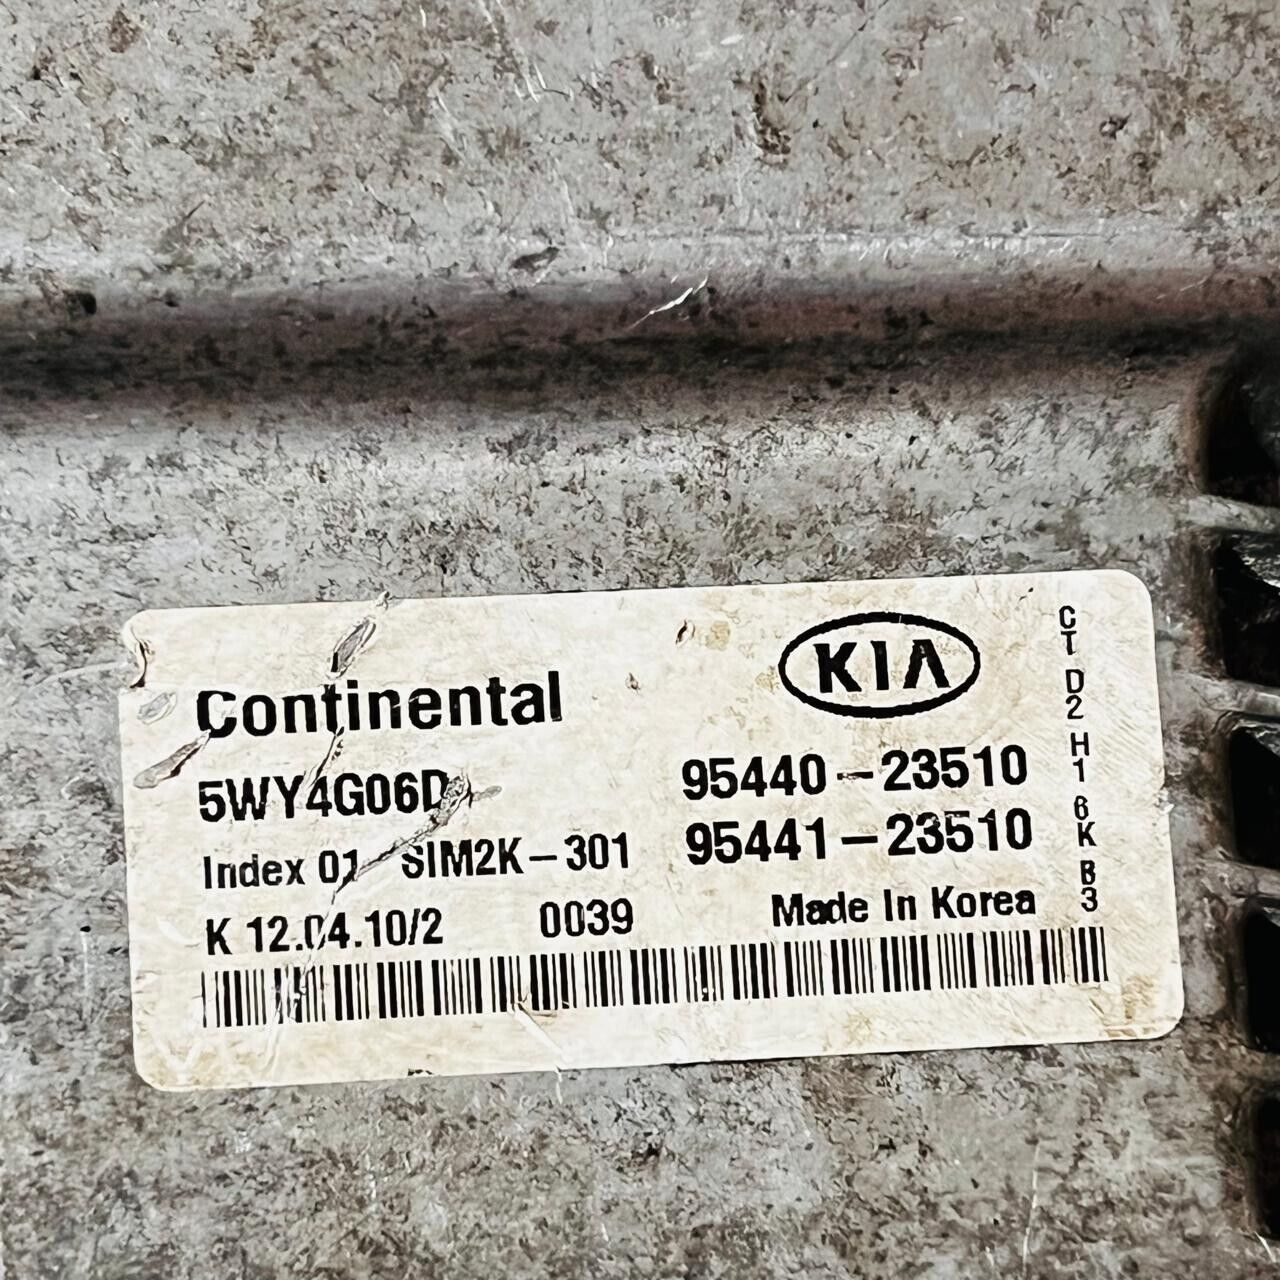 Continental
KIA
5WY4G06D
95440-23510
Index 01 SIM2K-301
95441-23510
K 12.04.10/2 0039 Made In Korea
CT D2 H1 6K B3